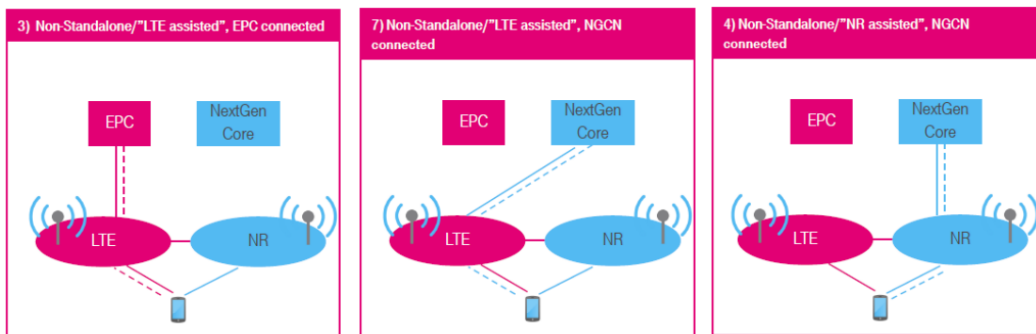 3) Non-Standalone/"LTE assisted", EPC connected
EPC
NextGen
Core
LTE
NR
7) Non-Standalone/"LTE assisted", NGCN
connected
EPC
NextGen
Core
LTE
NR
4) Non-Standalone/"NR assisted", NGCN
connected
EPC
NextGen
Core
LTE
NR